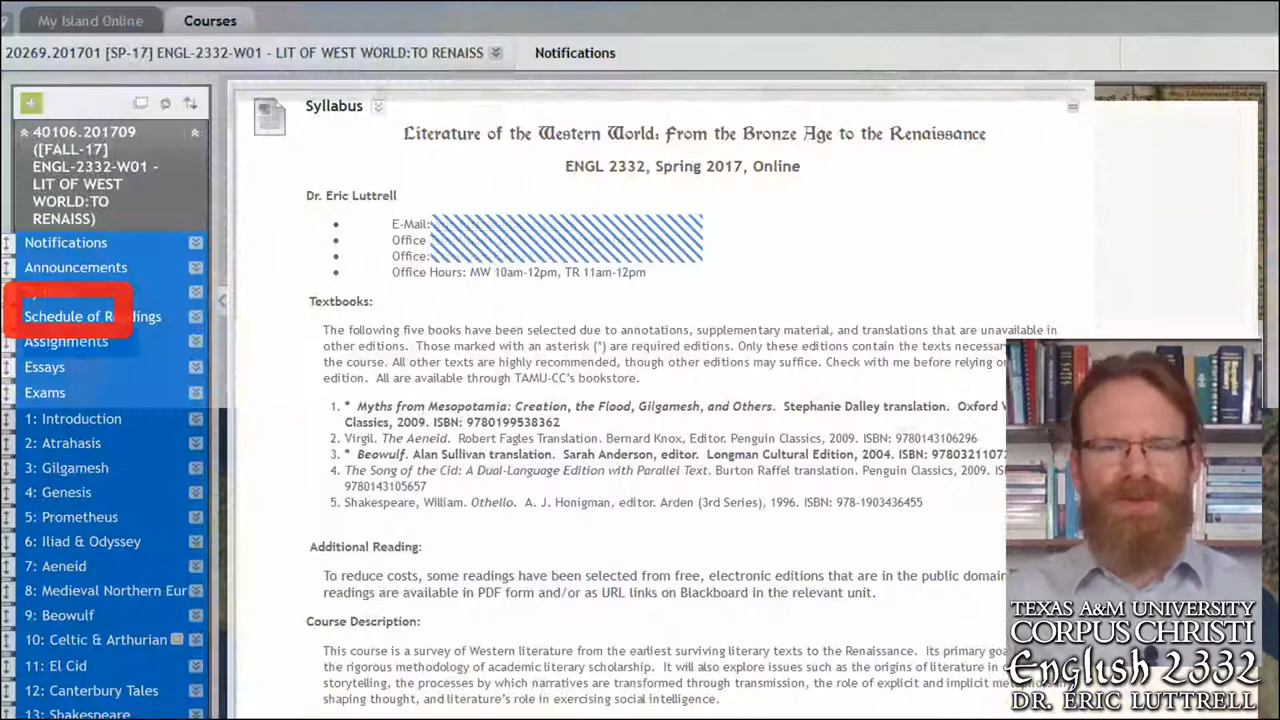 My Island Online
Courses
20269.201701 [SP-17] ENGL-2332-W01 - LIT OF WEST WORLD:TO RENAISS
Notifications
40106.201709
([FALL-17]
ENGL-2332-W01 -
LIT OF WEST
WORLD:TO
RENAISS)
Notifications
Announcements
Schedule of Readings
Assignments
Essays
Exams
1: Introduction
2: Atrahasis
3: Gilgamesh
4: Genesis
5: Prometheus
6: Iliad & Odyssey
7: Aeneid
8: Medieval Northern Eur
9: Beowulf
10: Celtic & Arthurian
11: El Cid
12: Canterbury Tales
13: Shakespeare
Syllabus
Literature of the Western World: From the Bronze Age to the Renaissance
ENGL 2332, Spring 2017, Online
Dr. Eric Luttrell
• E-Mail:
• Office
• Office:
• Office Hours: MW 10am-12pm, TR 11am-12pm
Textbooks:
The following five books have been selected due to annotations, supplementary material, and translations that are unavailable in
other editions. Those marked with an asterisk (*) are required editions. Only these editions contain the texts necessar
the course. All other texts are highly recommended, though other editions may suffice. Check with me before relying o
edition. All are available through TAMU-CC's bookstore.
1. * Myths from Mesopotamia: Creation, the Flood, Gilgamesh, and Others. Stephanie Dalley translation. Oxford W
Classics, 2009. ISBN: 9780199538362
2. Virgil. The Aeneid. Robert Fagles Translation. Bernard Knox, Editor. Penguin Classics, 2009. ISBN: 9780143106296
3. * Beowulf. Alan Sullivan translation. Sarah Anderson, editor. Longman Cultural Edition, 2004. ISBN: 978032107
4. The Song of the Cid: A Dual-Language Edition with Parallel Text. Burton Raffel translation. Penguin Classics, 2009. IS
9780143105657
5. Shakespeare, William. Othello. A. J. Honigman, editor. Arden (3rd Series), 1996. ISBN: 978-1903436455
Additional Reading:
To reduce costs, some readings have been selected from free, electronic editions that are in the public domain
readings are available in PDF form and/or as URL links on Blackboard in the relevant unit.
Course Description:
This course is a survey of Western literature from the earliest surviving literary texts to the Renaissance. Its primary goa
the rigorous methodology of academic literary scholarship. It will also explore issues such as the origins of literature in o
storytelling, the processes by which narratives are transformed through transmission, the role of explicit and implicit me
shaping thought, and literature's role in exercising social intelligence.
TEXAS A&M UNIVERSITY
CORPUS CHRISTI
English 2332
DR. ERIC LUTTRELL